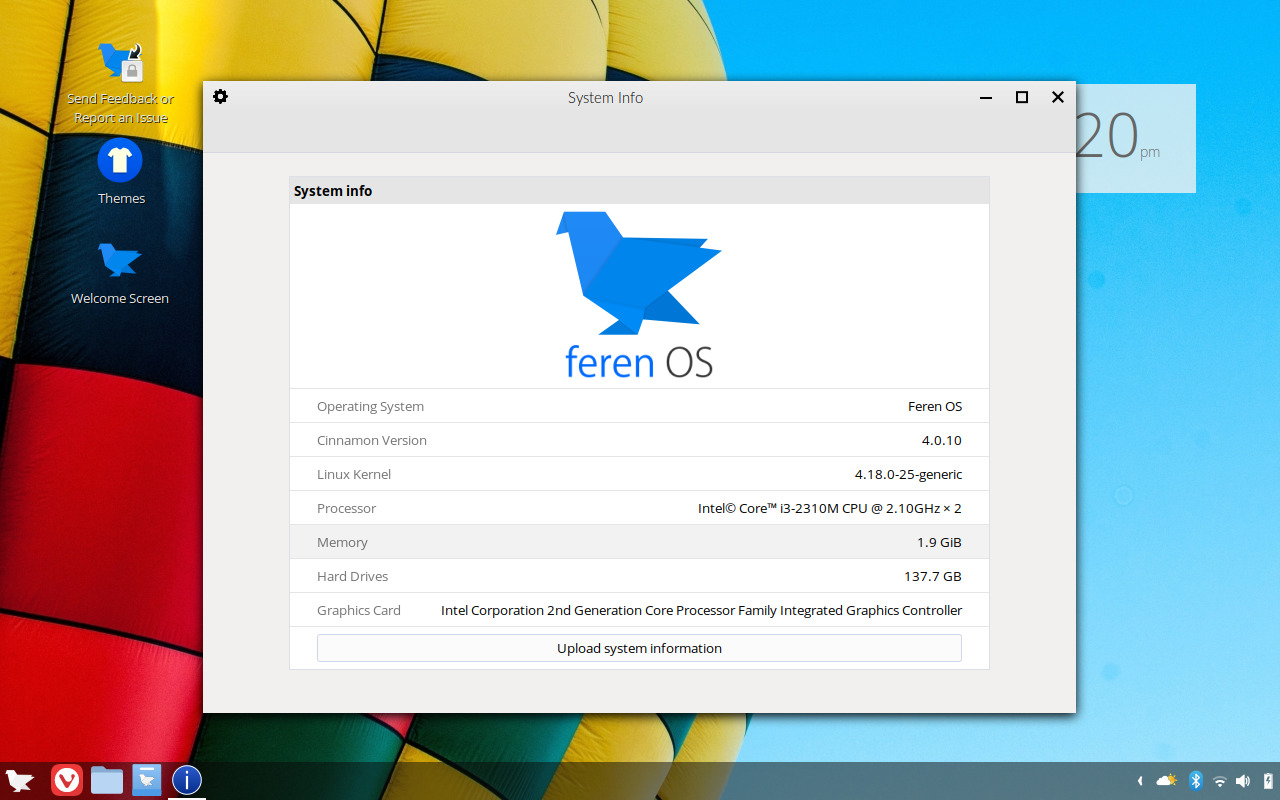 Send Feedback or
Report an Issue
Themes
Welcome Screen
System Info
20 pm
System info
feren OS
Operating System Feren OS
Cinnamon Version 4.0.10
Linux Kernel 4.18.0-25-generic
Processor Intel© Core™ i3-2310M CPU @ 2.10GHz × 2
Memory 1.9 GiB
Hard Drives 137.7 GB
Graphics Card Intel Corporation 2nd Generation Core Processor Family Integrated Graphics Controller
Upload system information